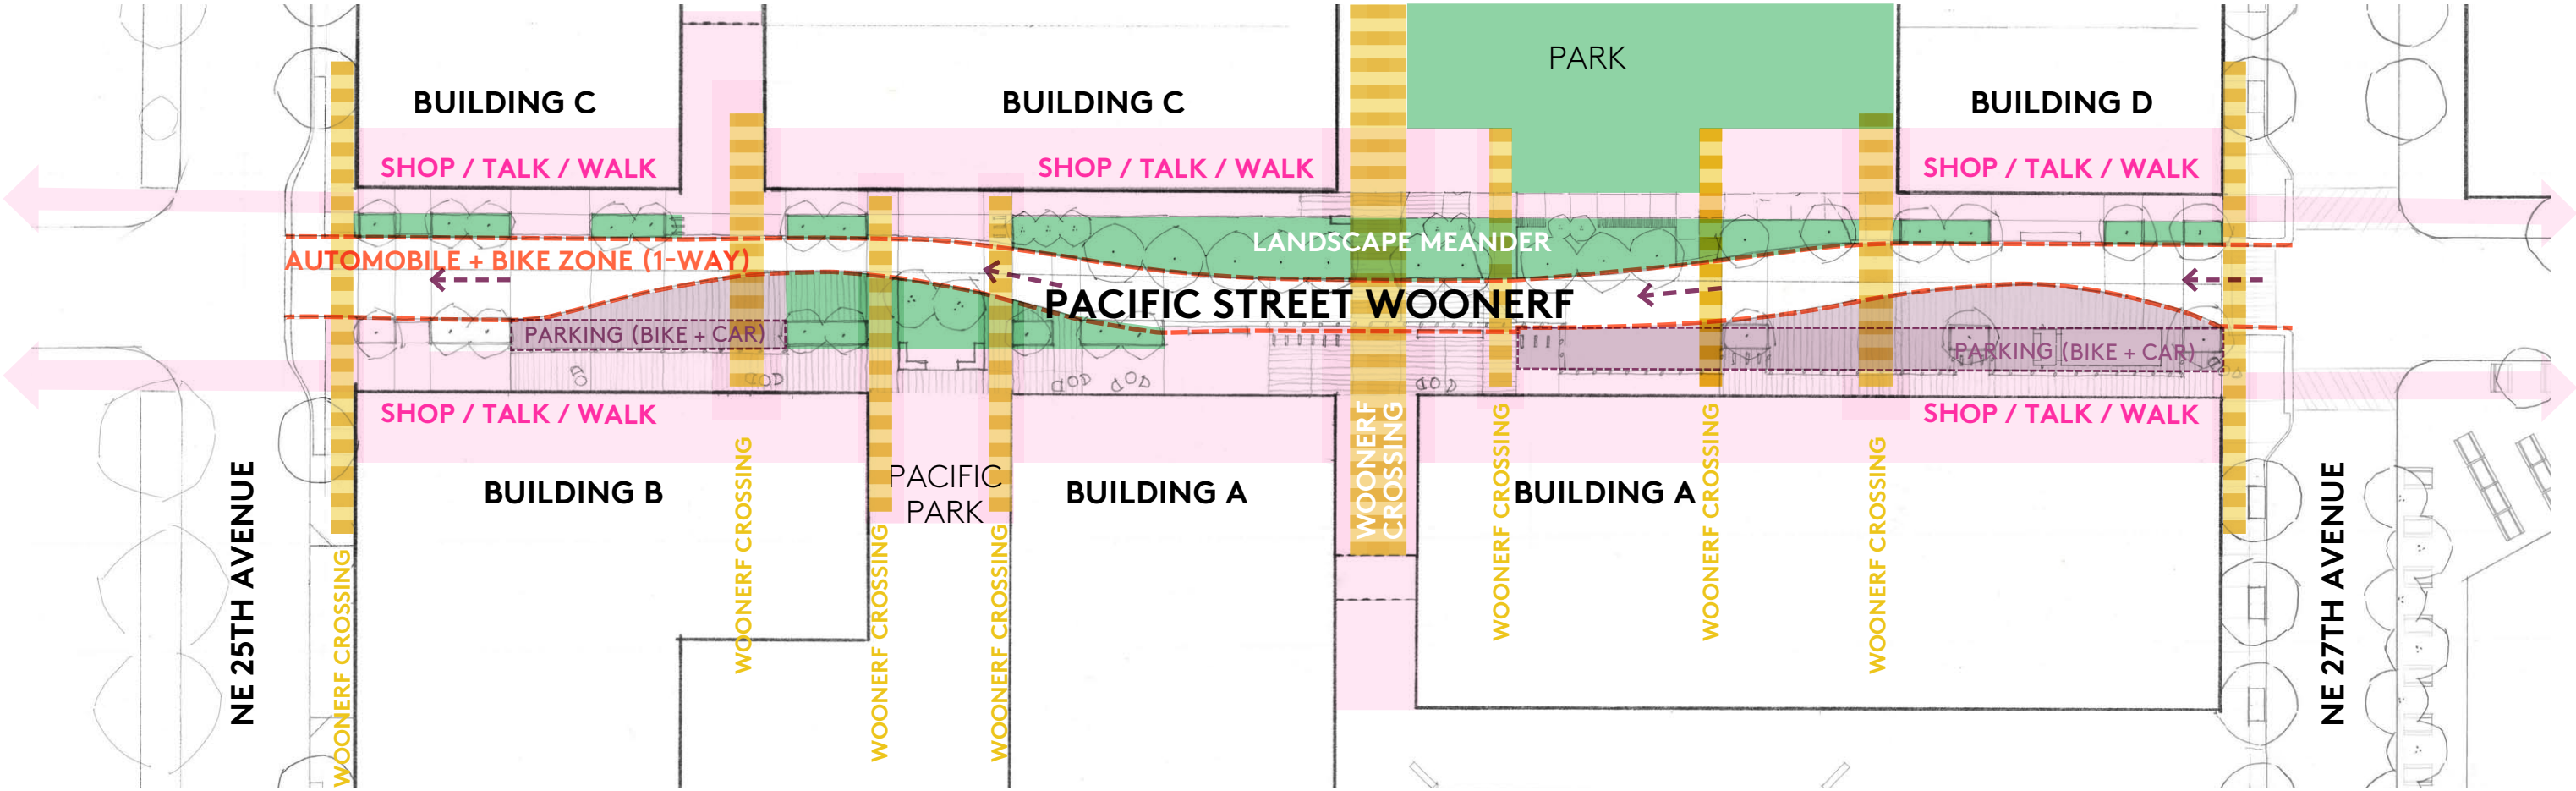 PARK
BUILDING C
BUILDING C
BUILDING D
SHOP / TALK / WALK
SHOP / TALK / WALK
SHOP / TALK / WALK
LANDSCAPE MEANDER
AUTOMOBILE + BIKE ZONE (1-WAY)
PACIFIC STREET WOONERF
PARKING (BIKE + CAR)
PARKING (BIKE + CAR)
SHOP / TALK / WALK
SHOP / TALK / WALK
WOONERF
CROSSING
PACIFIC
PARK
BUILDING B
BUILDING A
BUILDING A
NE 25TH AVENUE
WOONERF CROSSING
WOONERF CROSSING
WOONERF CROSSING
WOONERF CROSSING
WOONERF CROSSING
WOONERF CROSSING
WOONERF CROSSING
NE 27TH AVENUE